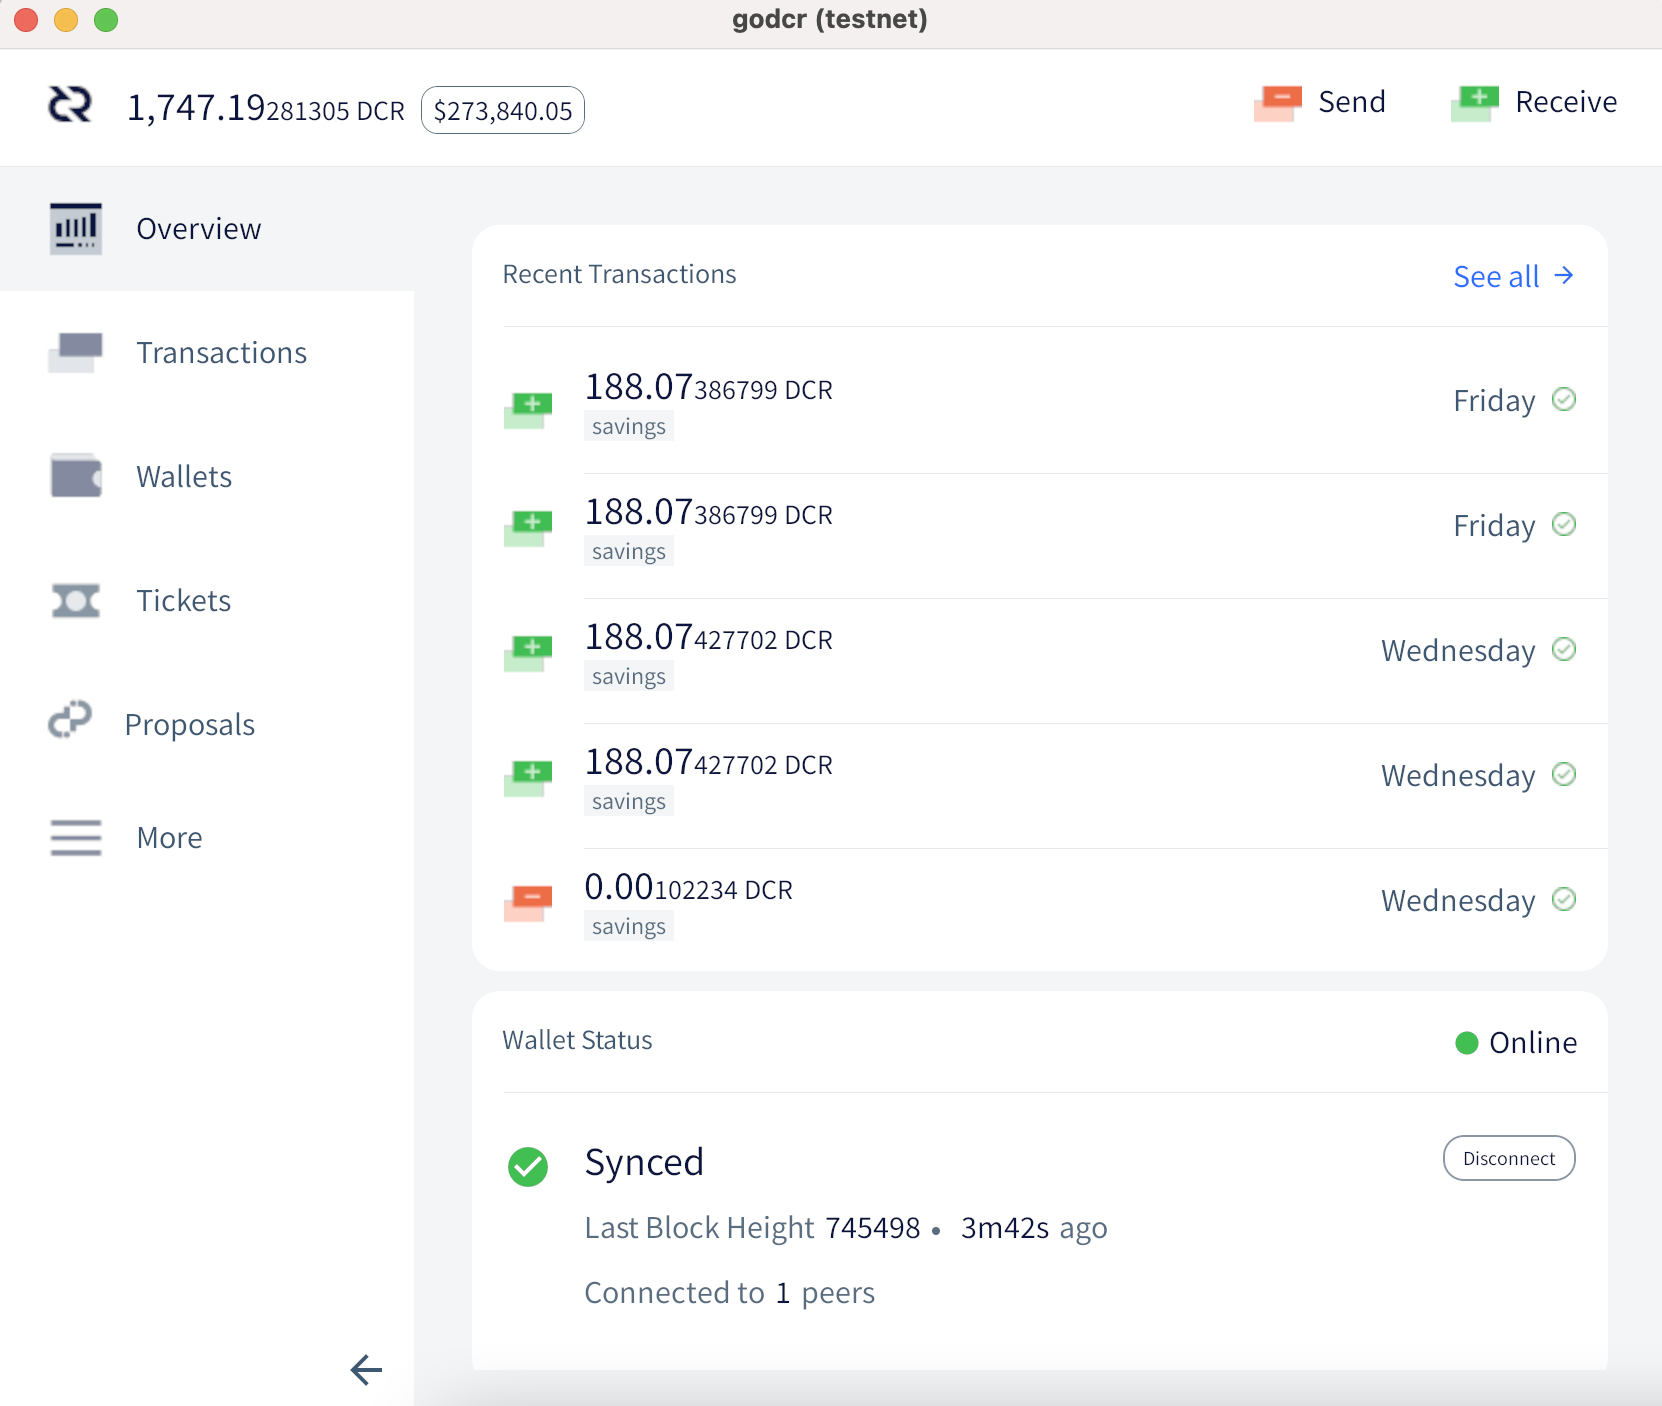 godcr (testnet)
1,747.19281305 DCR $273,840.05 Send Receive
Overview
Transactions
Wallets
Tickets
Proposals
More
Recent Transactions See all →
188.07386799 DCR Friday
savings
188.07386799 DCR Friday
savings
188.07427702 DCR Wednesday
savings
188.07427702 DCR Wednesday
savings
0.00102234 DCR Wednesday
savings
Wallet Status Online
Synced Disconnect
Last Block Height 745498 • 3m42s ago
Connected to 1 peers